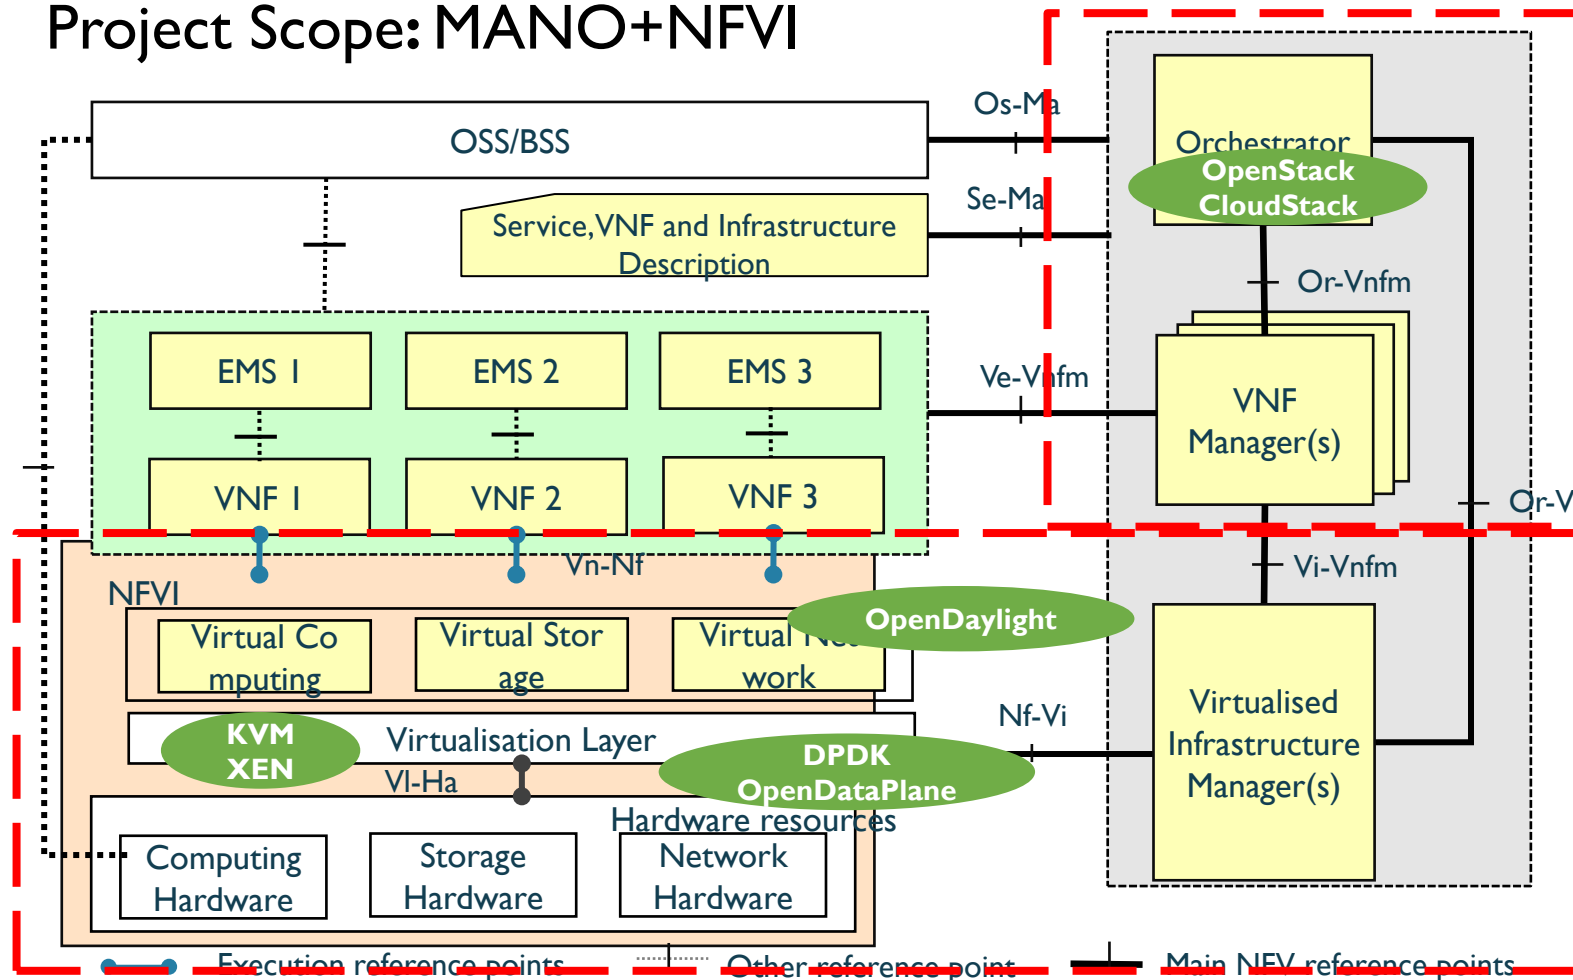 Project Scope: MANO+NFVI
Os-Ma
OSS/BSS
Orchestrator
OpenStack
CloudStack
Se-Ma
Service,VNF and Infrastructure
Description
Or-Vnfm
EMS 1
EMS 2
EMS 3
Ve-Vnfm
VNF
Manager(s)
VNF 1
VNF 2
VNF 3
Or-V
Vn-Nf
Vi-Vnfm
NFVI
OpenDaylight
Virtual Co
mputing
Virtual Stor
age
Virtual Net
work
Virtualised
Infrastructure
Manager(s)
Nf-Vi
KVM
XEN
Virtualisation Layer
DPDK
OpenDataPlane
Vl-Ha
Hardware resources
Computing
Hardware
Storage
Hardware
Network
Hardware
Execution reference points
Other reference point
Main NFV reference points